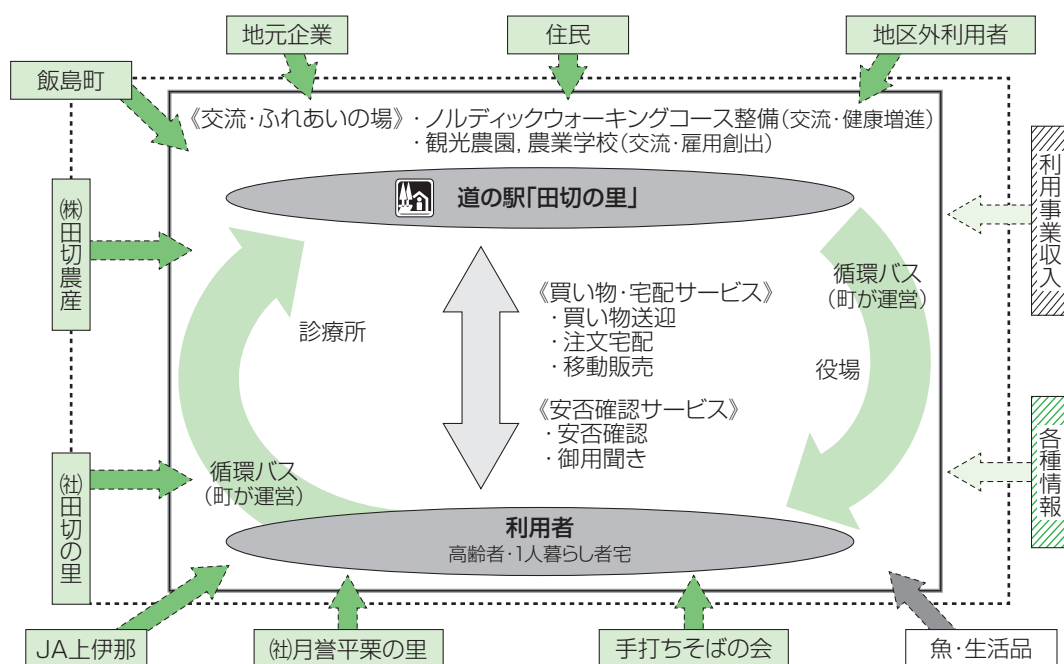 地元企業
住民
地区外利用者
飯島町
《交流・ふれあいの場》・ノルディックウォーキングコース整備(交流・健康増進)
・観光農園,農業学校(交流・雇用創出)
道の駅「田切の里」
㈱田切農産
利用事業収入
循環バス
(町が運営)
《買い物・宅配サービス》
・買い物送迎
・注文宅配
・移動販売
診療所
役場
《安否確認サービス》
・安否確認
・御用聞き
各種情報
㈳田切の里
循環バス
(町が運営)
利用者
高齢者・1人暮らし者宅
JA上伊那
㈳月誉平栗の里
手打ちそばの会
魚・生活品